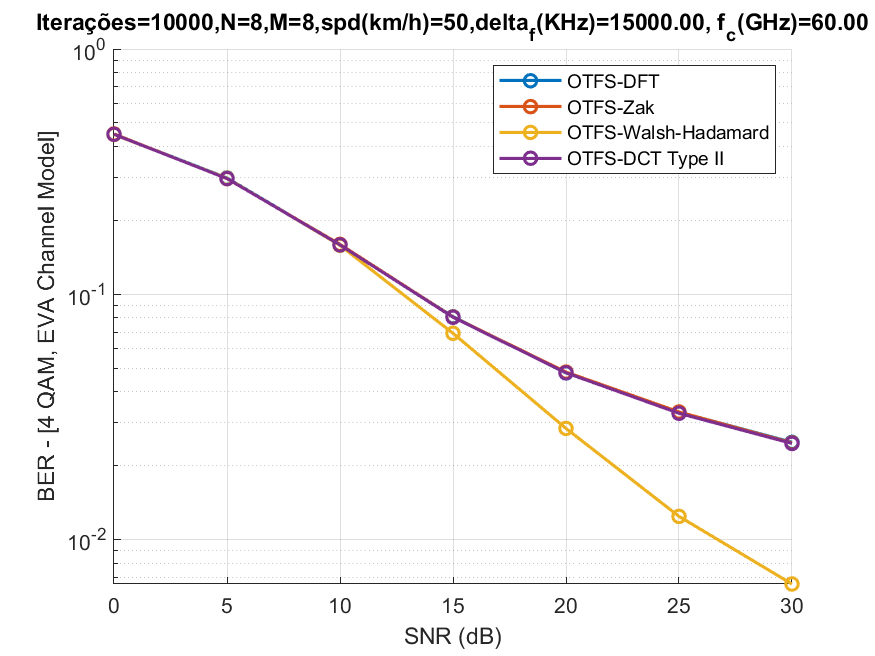 Iterações=10000,N=8,M=8,spd(km/h)=50,delta_f(KHz)=15000.00, f_c(GHz)=60.00
10^0
OTFS-DFT
OTFS-Zak
OTFS-Walsh-Hadamard
OTFS-DCT Type II
BER - [4 QAM, EVA Channel Model]
10^-1
10^-2
0 5 10 15 20 25 30
SNR (dB)